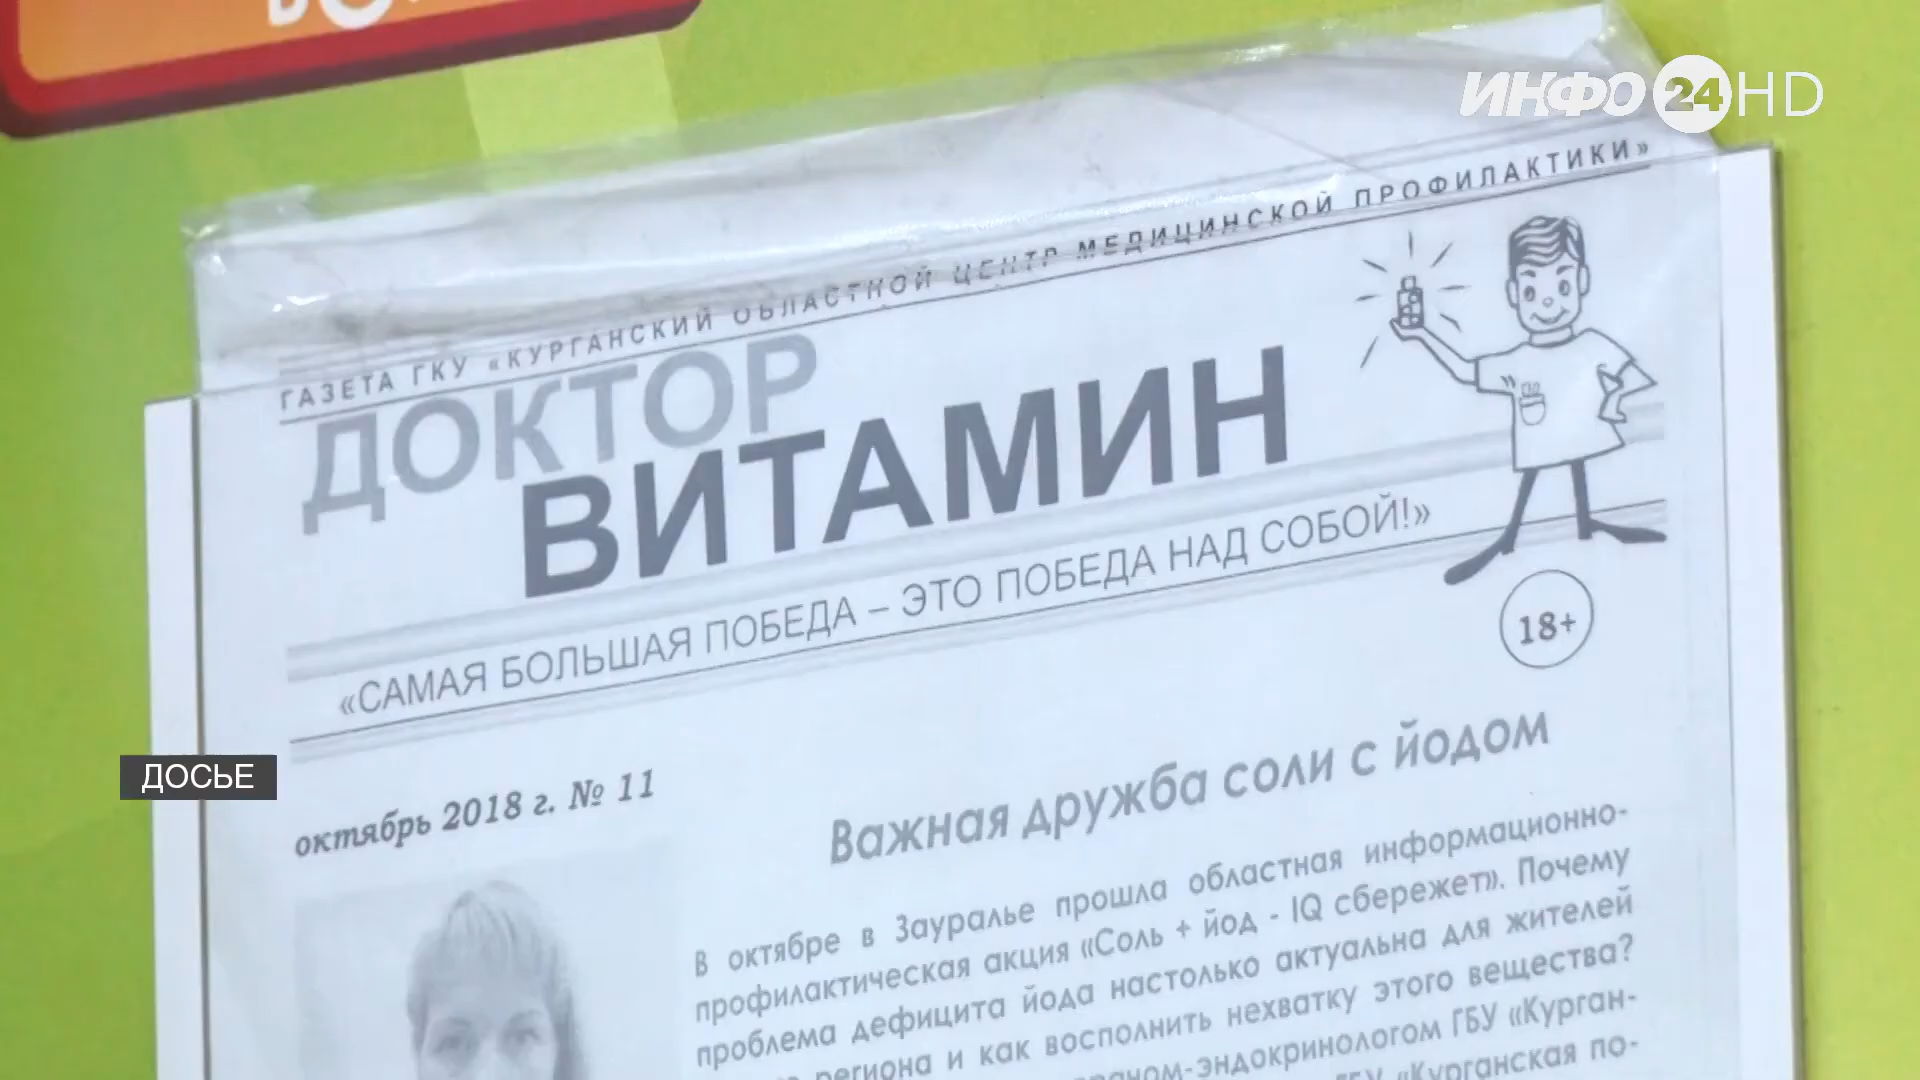 ИНФО 24 HD
ГАЗЕТА ГКУ «КУРГАНСКИЙ ОБЛАСТНОЙ ЦЕНТР МЕДИЦИНСКОЙ ПРОФИЛАКТИКИ»
ДОКТОР
ВИТАМИН
«САМАЯ БОЛЬШАЯ ПОБЕДА – ЭТО ПОБЕДА НАД СОБОЙ!»
18+
ДОСЬЕ
октябрь 2018 г. № 11
Важная дружба соли с йодом
В октябре в Зауралье прошла областная информационно-
профилактическая акция «Соль + йод - IQ сбережет». Почему
проблема дефицита йода настолько актуальна для жителей
региона и как восполнить нехватку этого вещества?
эндокринологом ГБУ «Курган-
«Курганская по-